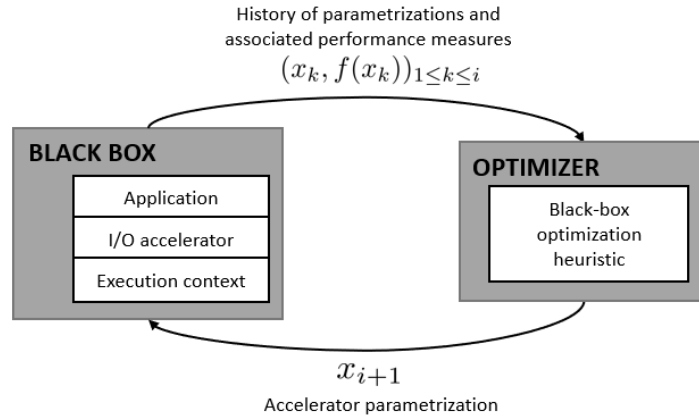 History of parametrizations and
associated performance measures
(x_k, f(x_k))_{1≤k≤i}
BLACK BOX
Application
I/O accelerator
Execution context
OPTIMIZER
Black-box
optimization
heuristic
x_{i+1}
Accelerator parametrization